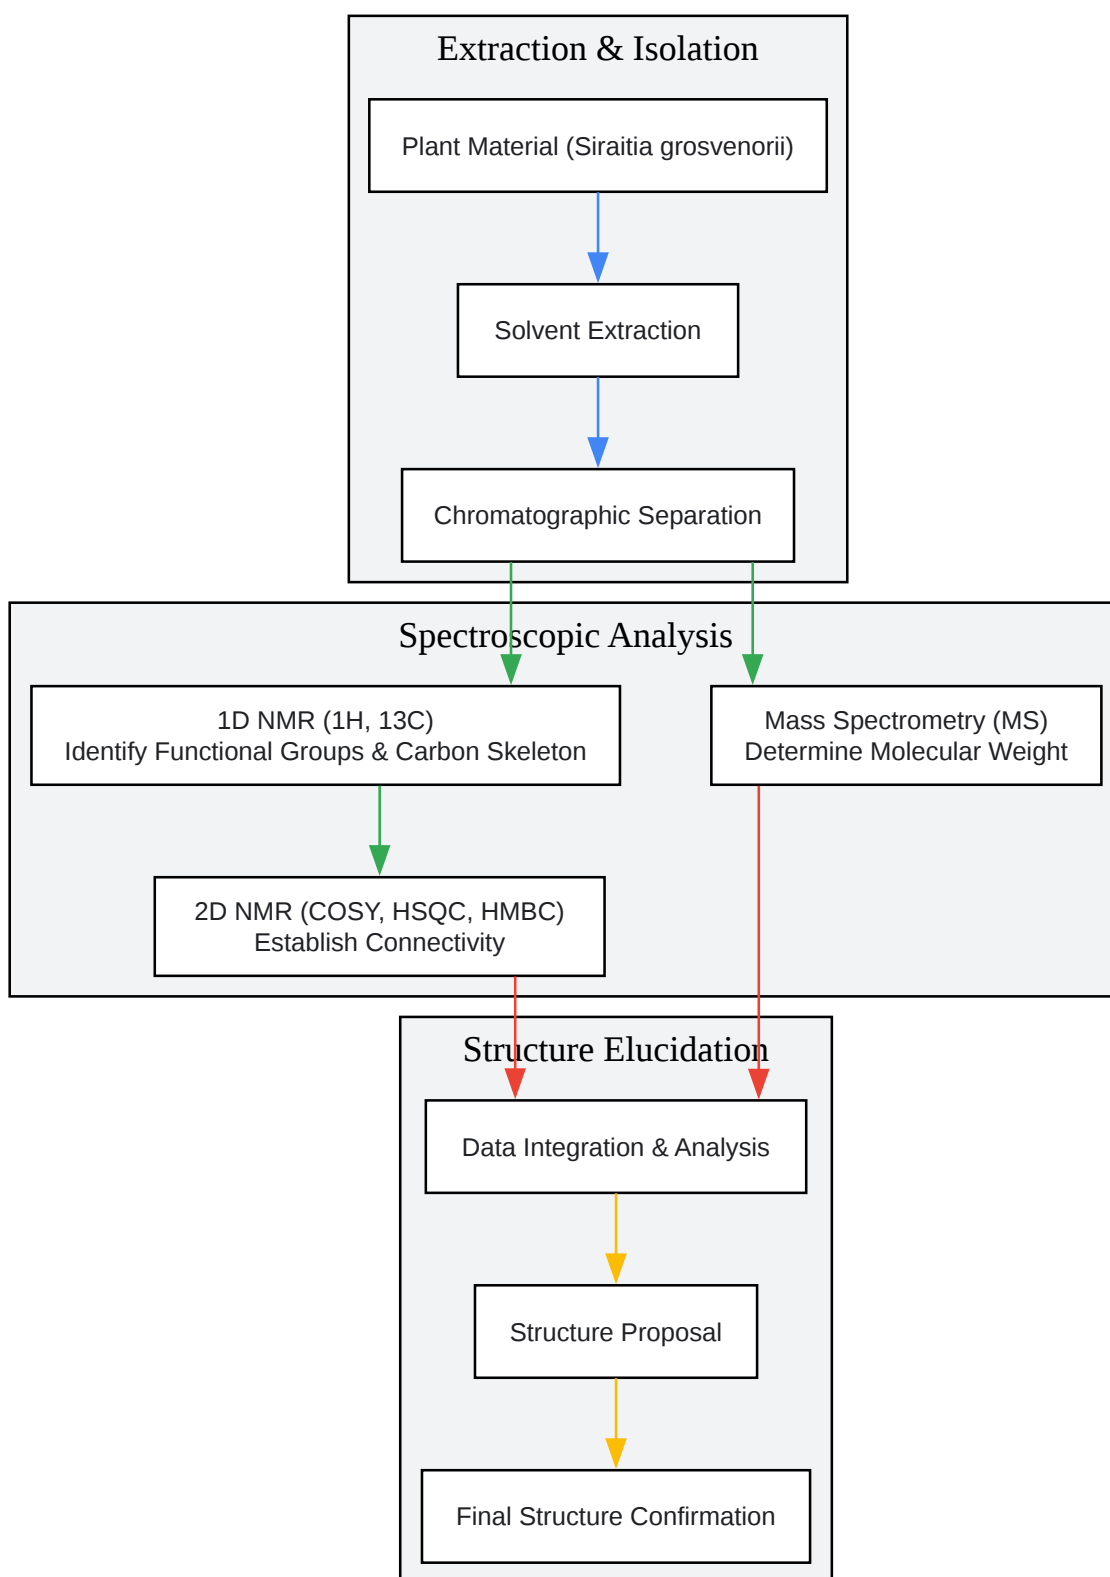 Extraction & Isolation
Plant Material (Siraitia grosvenorii)
Solvent Extraction
Chromatographic Separation
Spectroscopic Analysis
1D NMR (1H, 13C)
Identify Functional Groups & Carbon Skeleton
Mass Spectrometry (MS)
Determine Molecular Weight
2D NMR (COSY, HSQC, HMBC)
Establish Connectivity
Structure Elucidation
Data Integration & Analysis
Structure Proposal
Final Structure Confirmation